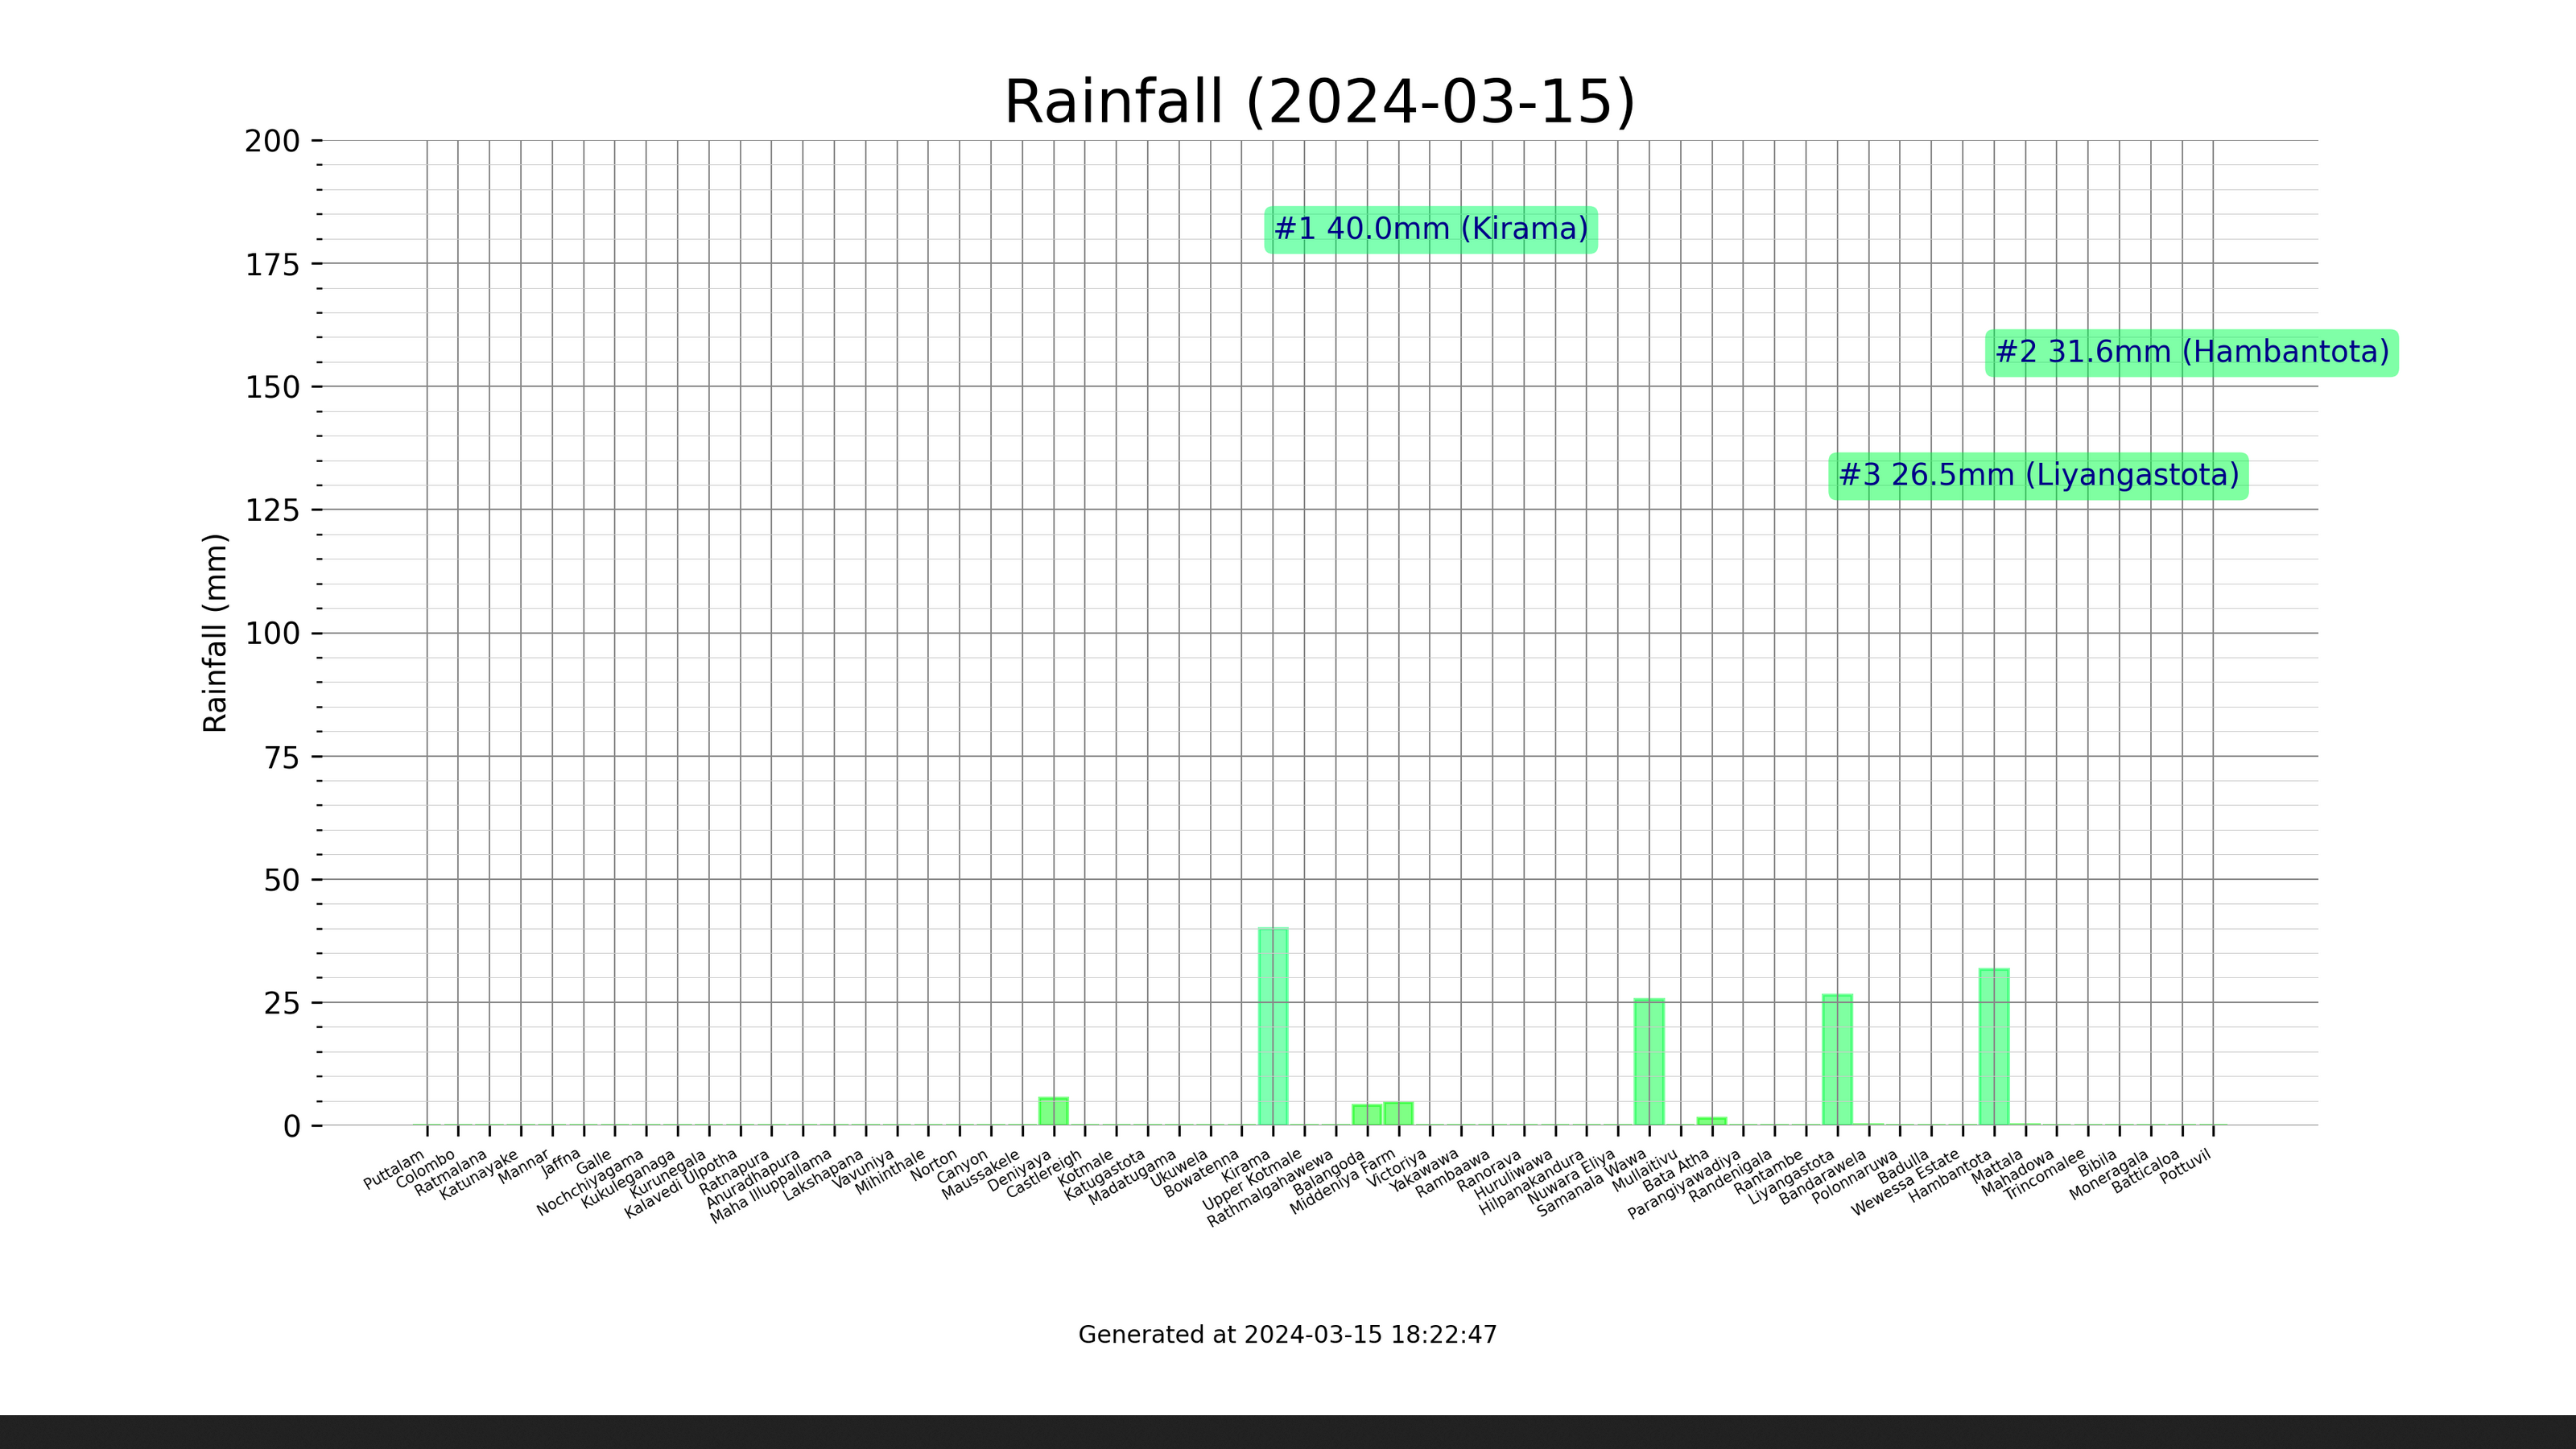 Rainfall (2024-03-15)
200
175
150
125
100
75
50
25
0
Rainfall (mm)
#1 40.0mm (Kirama)
#2 31.6mm (Hambantota)
#3 26.5mm (Liyangastota)
Puttalam
Colombo
Ratmalana
Katunayake
Mannar
Jaffna
Galle
Nochchiyagama
Kukuleganaga
Kurunegala
Kalavedi Ulpotha
Ratnapura
Anuradhapura
Maha Illuppallama
Lakshapana
Vavuniya
Mihinthale
Norton
Canyon
Maussakele
Deniyaya
Castlereigh
Kotmale
Katugastota
Madatugama
Ukuwela
Bowatenna
Kirama
Upper Kotmale
Rathmalgahawewa
Balangoda
Middeniya Farm
Victoriya
Yakawawa
Rambaawa
Ranorava
Huruliwawa
Hilpanakandura
Nuwara Eliya
Samanala Wawa
Mullaitivu
Bata Atha
Parangiyawadiya
Randenigala
Rantambe
Liyangastota
Bandarawela
Polonnaruwa
Badulla
Wewessa Estate
Hambantota
Mattala
Mahadowa
Trincomalee
Bibila
Moneragala
Batticaloa
Pottuvil
Generated at 2024-03-15 18:22:47